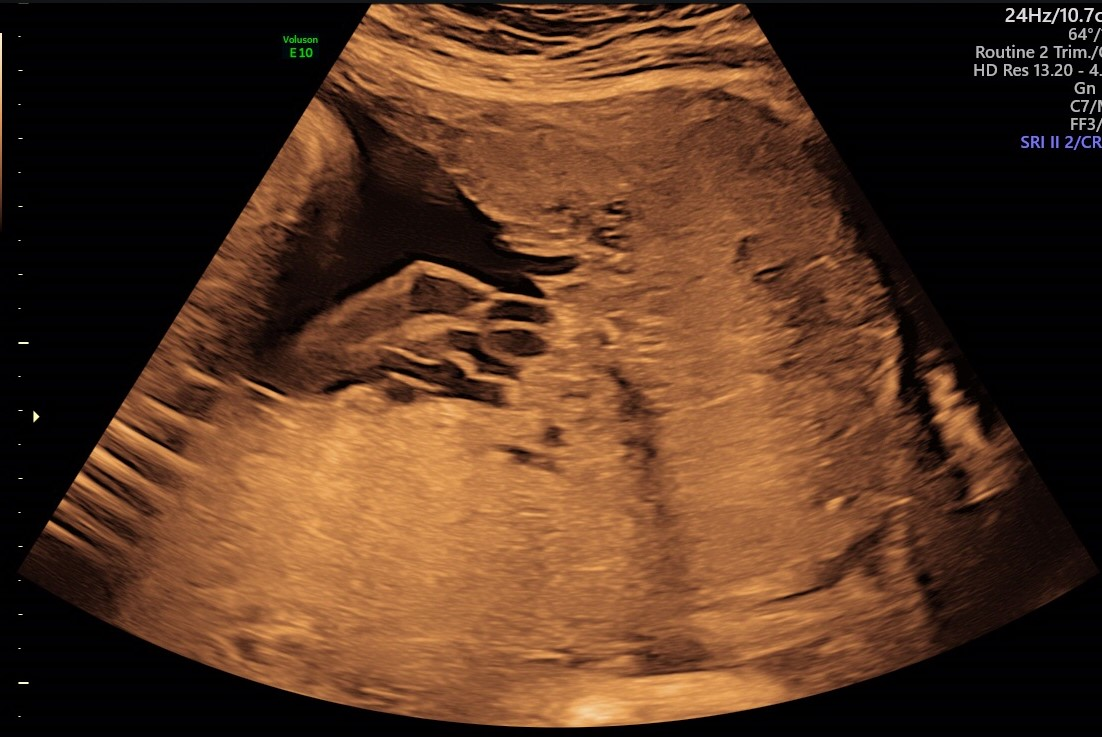 Voluson
E10
24Hz/10.7c
64°/
Routine 2 Trim./
HD Res 13.20 - 4.
Gn
C7/
FF3/
SRI II 2/CR